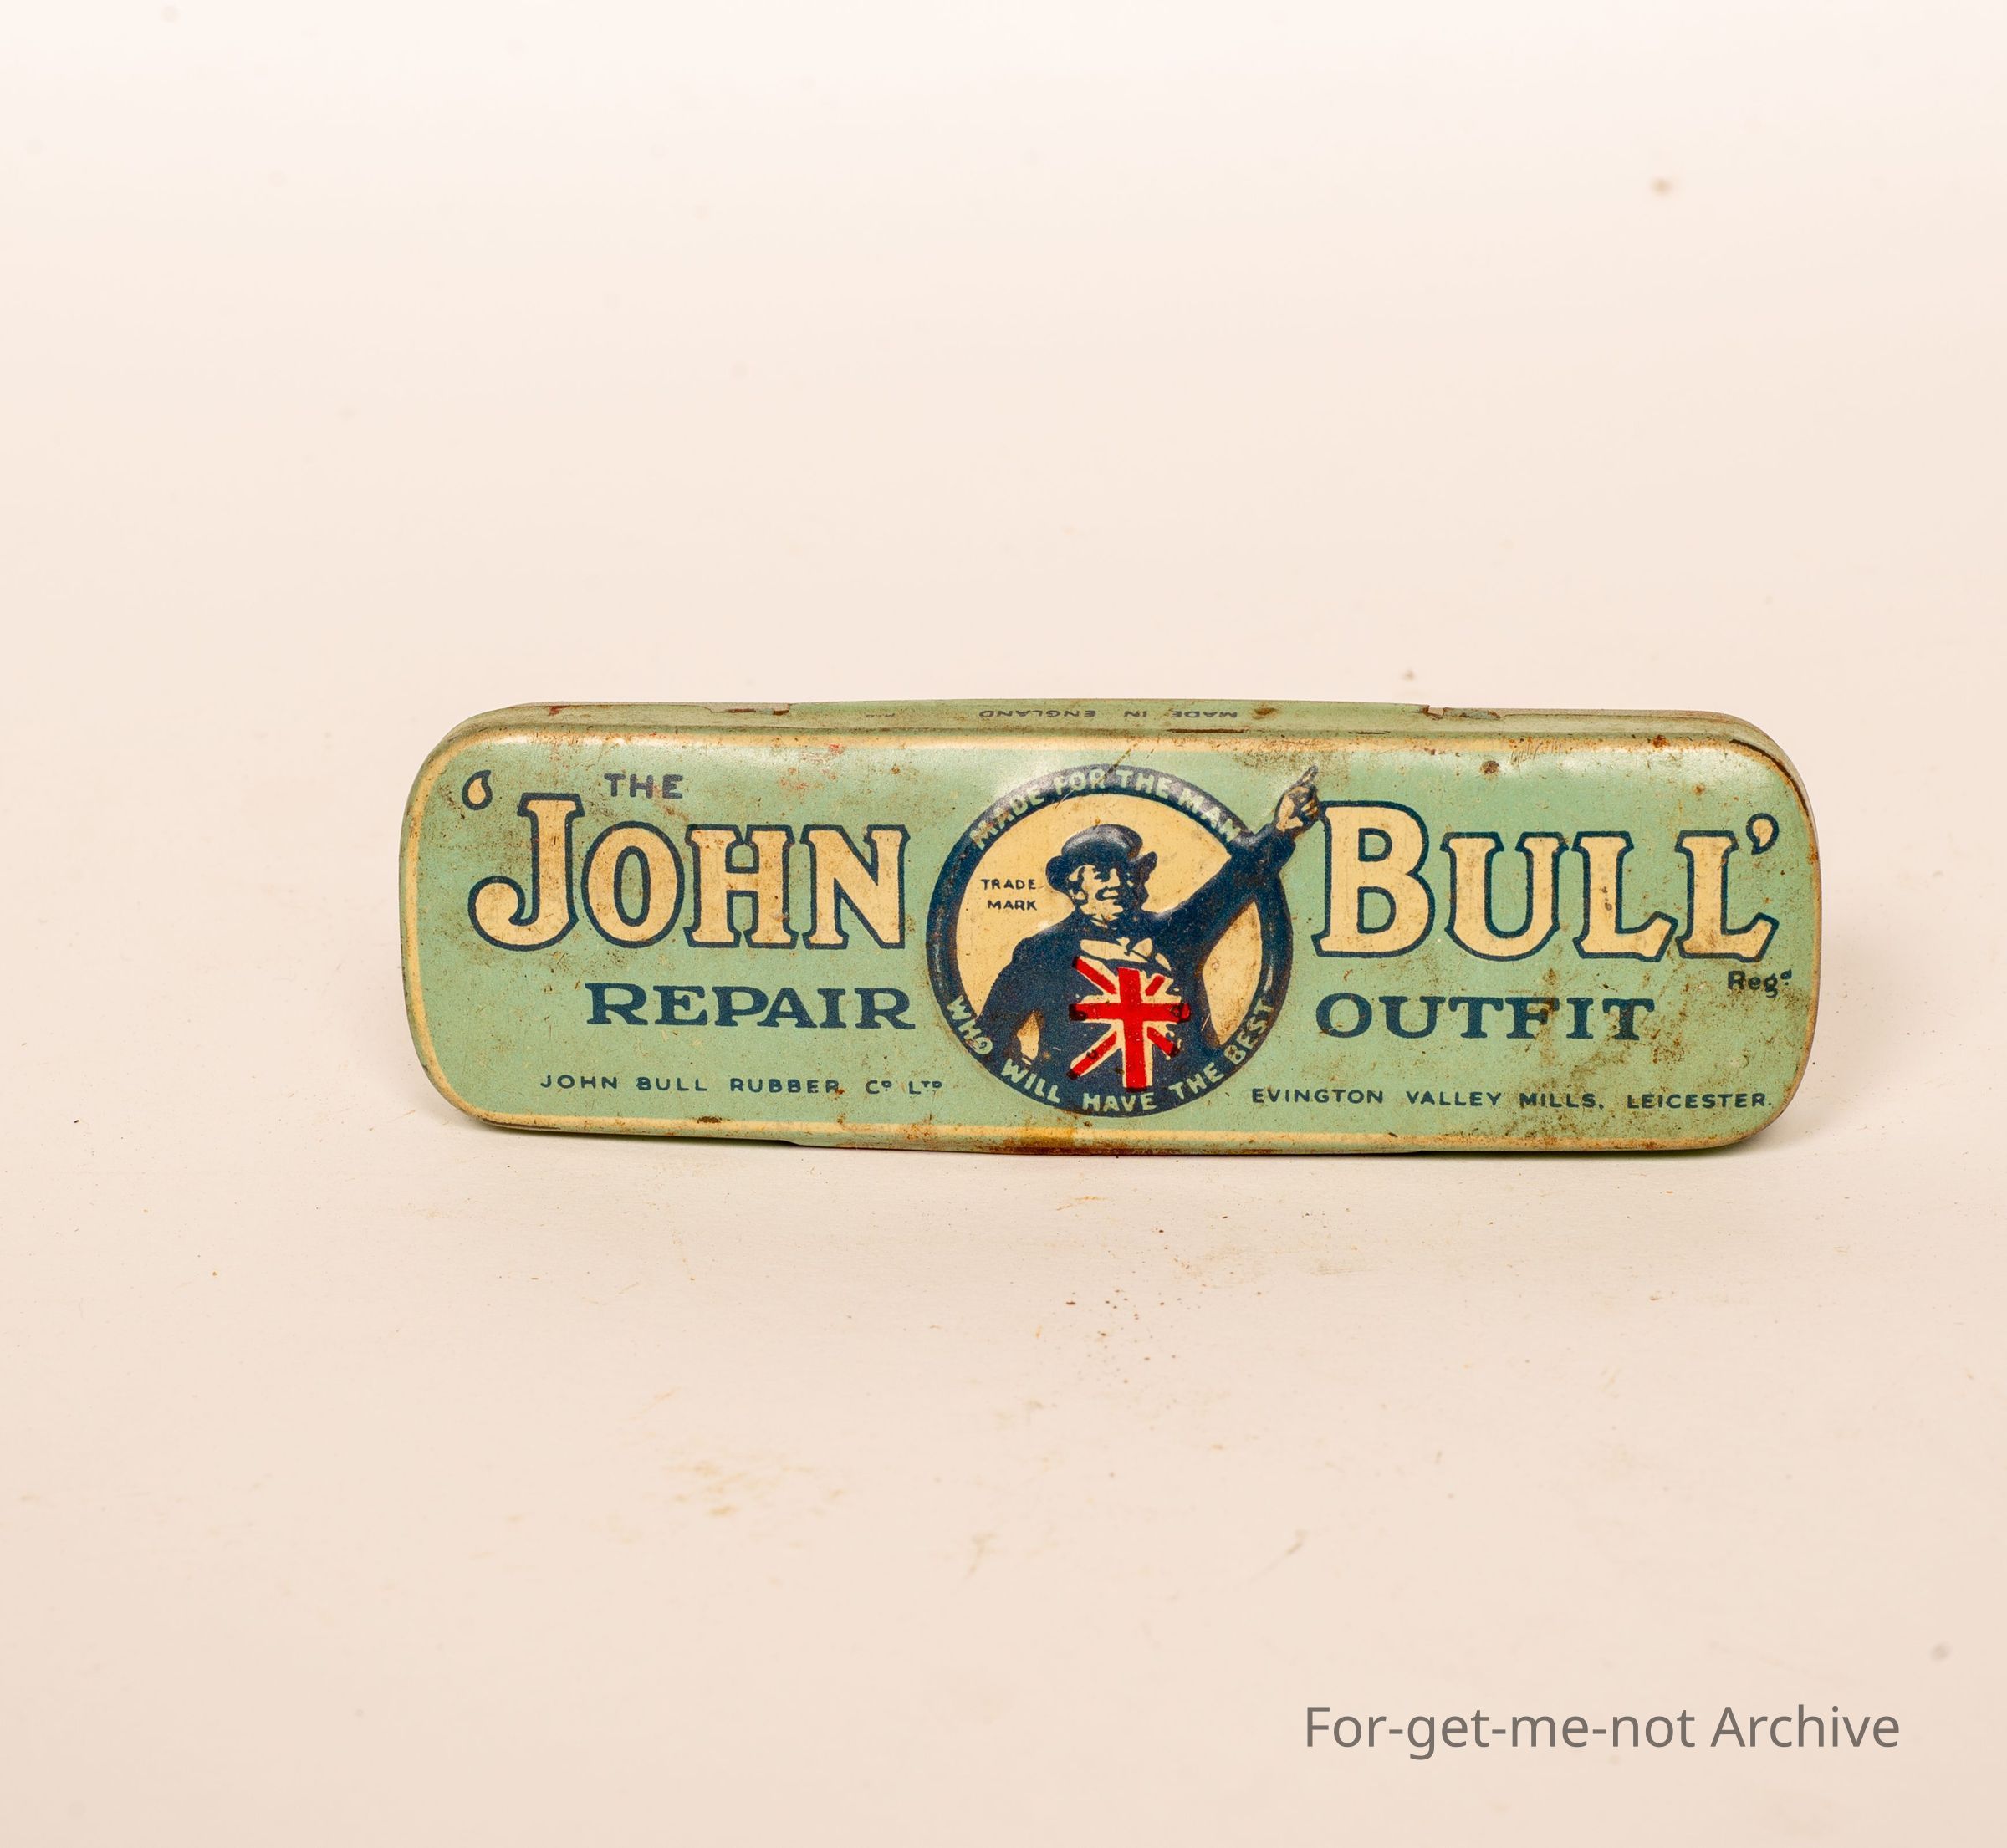 MADE IN ENGLAND
THE
‘JOHN BULL’
Regᵈ
REPAIR OUTFIT
MADE FOR THE MAN
TRADE
MARK
WHO WILL HAVE THE BEST
JOHN BULL RUBBER Cº Lᵀᴰ
EVINGTON VALLEY MILLS, LEICESTER.
For-get-me-not Archive